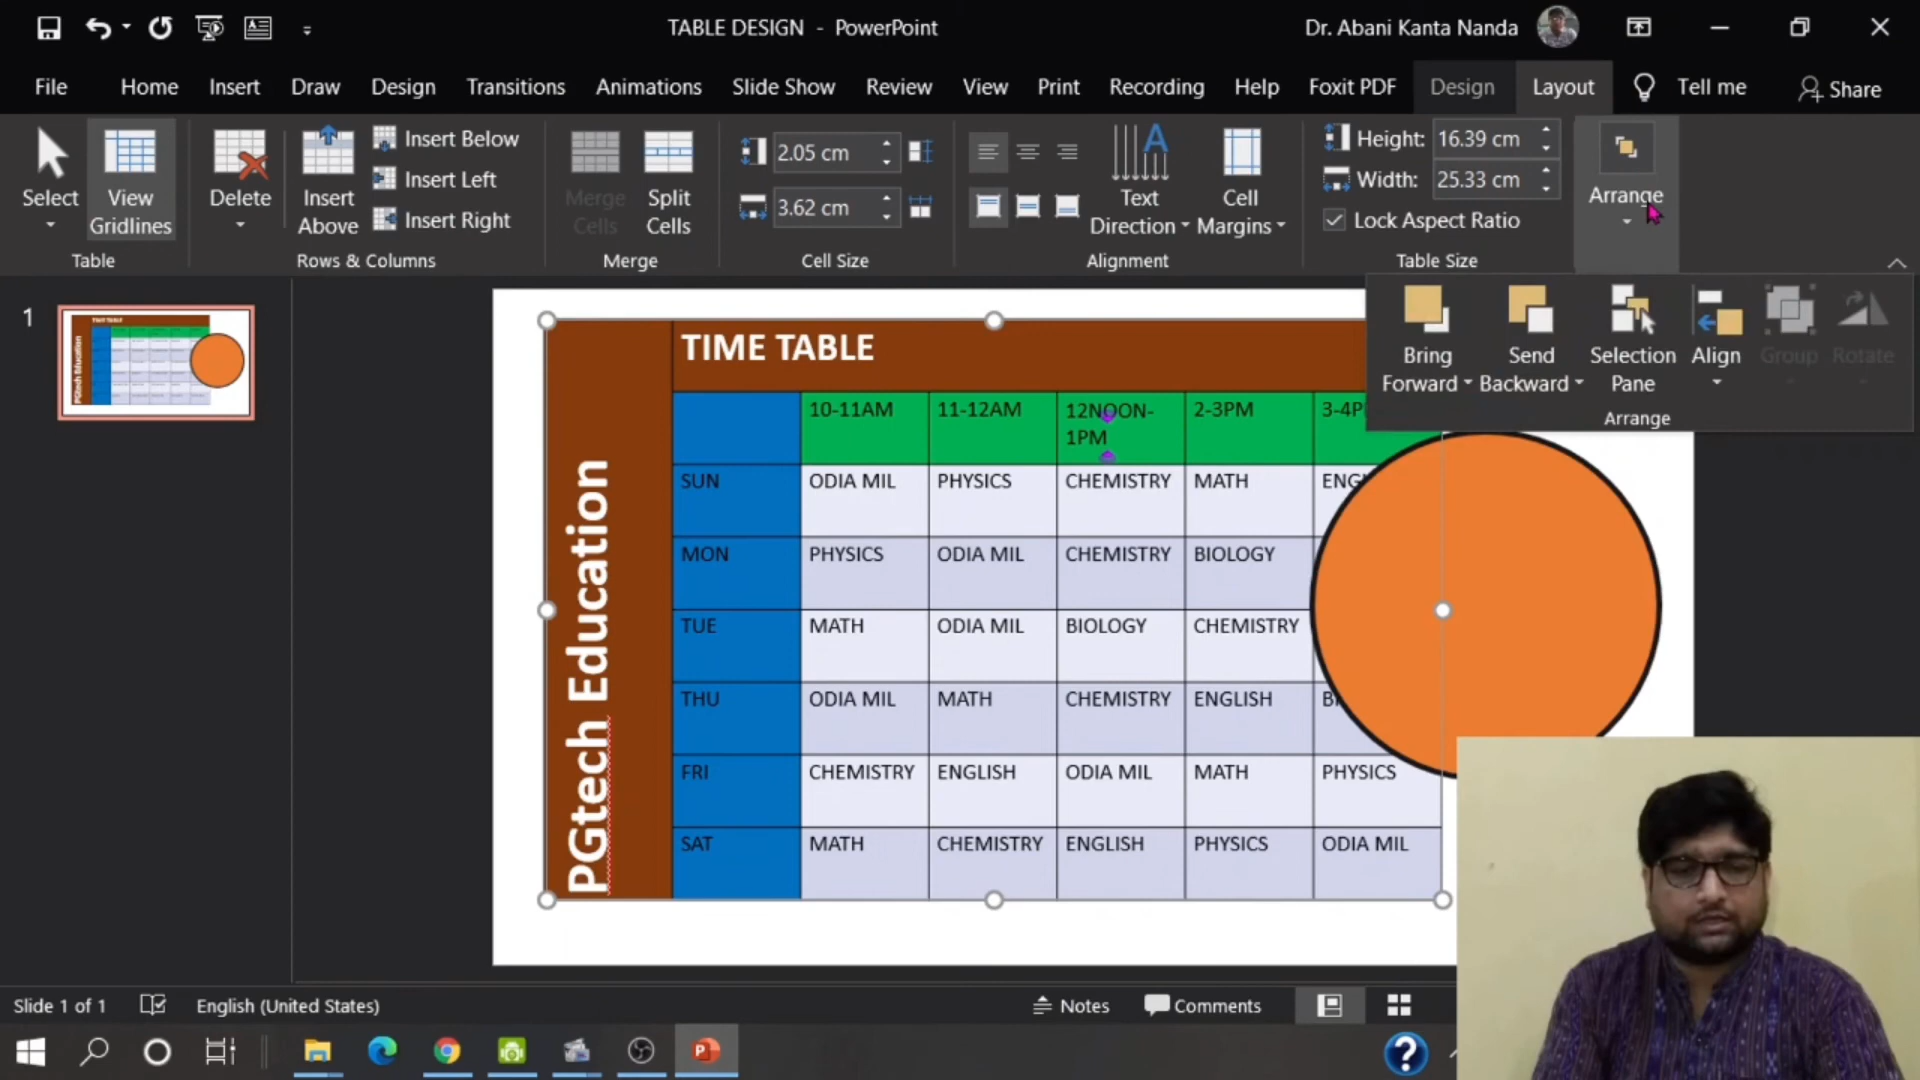 TABLE DESIGN - PowerPoint
Dr. Abani Kanta Nanda
File Home Insert Draw Design Transitions Animations Slide Show Review View Print Recording Help Foxit PDF Design Layout Tell me Share
Select
View
Gridlines
Table
Delete
Insert
Above
Insert Below
Insert Left
Insert Right
Rows & Columns
Merge
Cells
Split
Cells
Merge
2.05 cm
3.62 cm
Cell Size
Text
Direction
Cell
Margins
Alignment
Height: 16.39 cm
Width: 25.33 cm
Lock Aspect Ratio
Table Size
Arrange
Bring
Forward
Send
Backward
Selection
Pane
Align
Group
Rotate
Arrange
1
PGtech Education
TIME TABLE
10-11AM 11-12AM 12NOON-
1PM 2-3PM 3-4P
SUN ODIA MIL PHYSICS CHEMISTRY MATH ENG
MON PHYSICS ODIA MIL CHEMISTRY BIOLOGY
TUE MATH ODIA MIL BIOLOGY CHEMISTRY
THU ODIA MIL MATH CHEMISTRY ENGLISH B
FRI CHEMISTRY ENGLISH ODIA MIL MATH PHYSICS
SAT MATH CHEMISTRY ENGLISH PHYSICS ODIA MIL
Slide 1 of 1 English (United States) Notes Comments